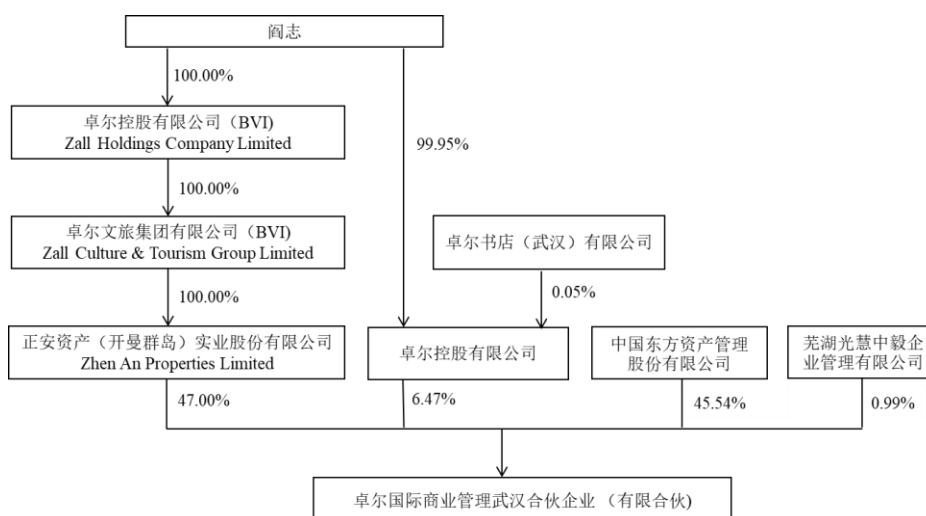 阎志
100.00%
卓尔控股有限公司（BVI)
Zall Holdings Company Limited
99.95%
100.00%
卓尔文旅集团有限公司（BVI)
Zall Culture & Tourism Group Limited
卓尔书店（武汉）有限公司
100.00%
0.05%
正安资产（开曼群岛）实业股份有限公司
Zhen An Properties Limited
卓尔控股有限公司
中国东方资产管理
股份有限公司
芜湖光慧中毅企
业管理有限公司
47.00%
6.47%
45.54%
0.99%
卓尔国际商业管理武汉合伙企业 （有限合伙)